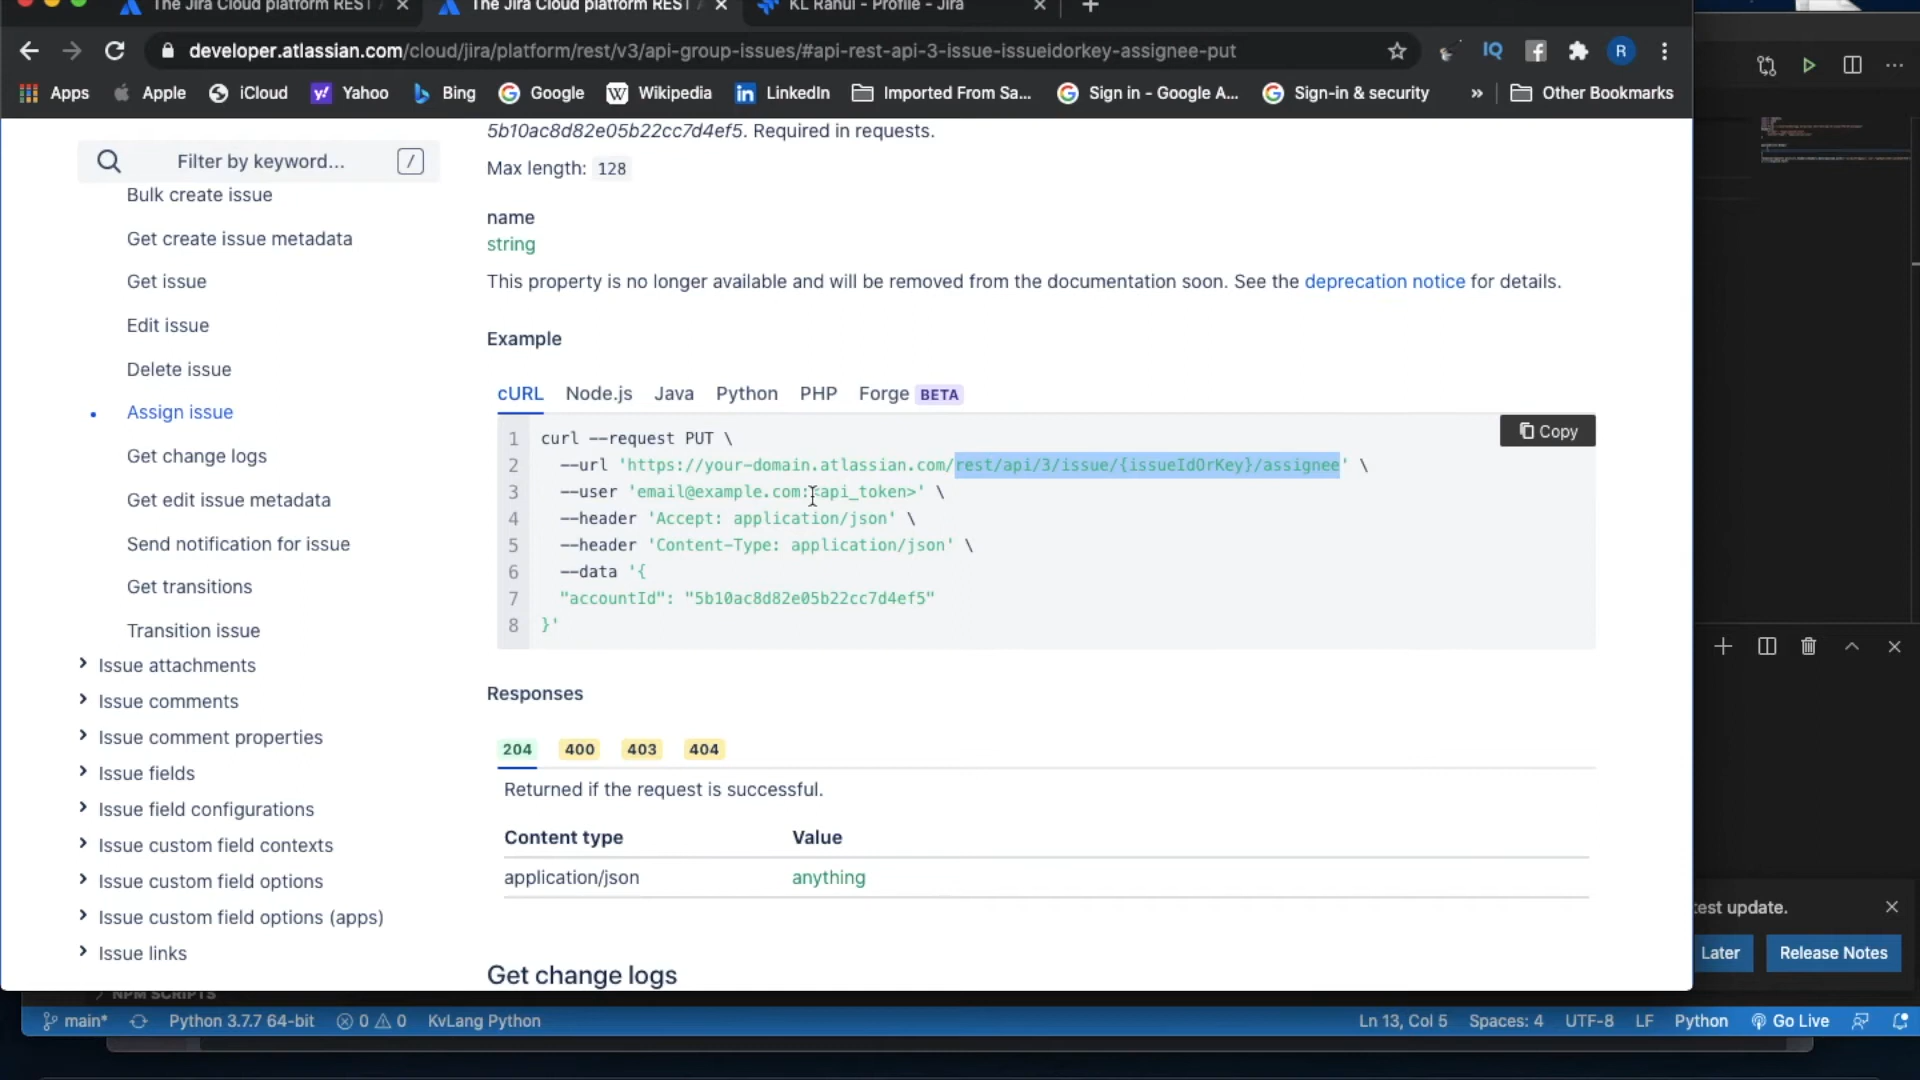 The Jira Cloud platform REST A
The Jira Cloud platform REST A
KL Rahul - Profile - Jira
developer.atlassian.com/cloud/jira/platform/rest/v3/api-group-issues/#api-rest-api-3-issue-issueidorkey-assignee-put
IQ
R
Apps
Apple
iCloud
Yahoo
Bing
Google
Wikipedia
LinkedIn
Imported From Sa...
Sign in - Google A...
Sign-in & security
»
Other Bookmarks
Filter by keyword...
/
Bulk create issue
Get create issue metadata
Get issue
Edit issue
Delete issue
Assign issue
Get change logs
Get edit issue metadata
Send notification for issue
Get transitions
Transition issue
Issue attachments
Issue comments
Issue comment properties
Issue fields
Issue field configurations
Issue custom field contexts
Issue custom field options
Issue custom field options (apps)
Issue links
5b10ac8d82e05b22cc7d4ef5. Required in requests.
Max length: 128
name
string
This property is no longer available and will be removed from the documentation soon. See the deprecation notice for details.
Example
cURL Node.js Java Python PHP Forge BETA
Copy
1 curl --request PUT \
2 --url 'https://your-domain.atlassian.com/rest/api/3/issue/{issueIdOrKey}/assignee' \
3 --user 'email@example.com:<api_token>' \
4 --header 'Accept: application/json' \
5 --header 'Content-Type: application/json' \
6 --data '{
7 "accountId": "5b10ac8d82e05b22cc7d4ef5"
8 }'
Responses
204 400 403 404
Returned if the request is successful.
Content type Value
application/json anything
Get change logs
test update.
Later
Release Notes
NPM SCRIPTS
main*
Python 3.7.7 64-bit
0
0
KvLang Python
Ln 13, Col 5
Spaces: 4
UTF-8
LF
Python
Go Live